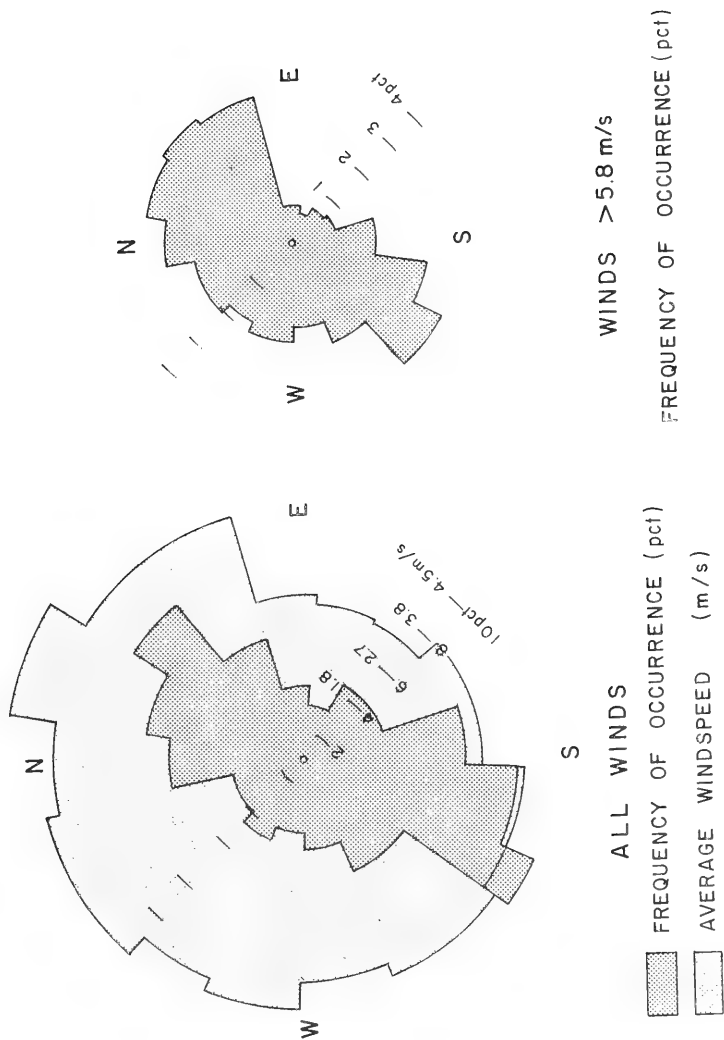 N
E
S
W
10pct—4.5m/s
8—3.8
6—2.7
4—1.8
2
ALL WINDS
FREQUENCY OF OCCURRENCE (pct)
AVERAGE WINDSPEED (m/s)
N
E
S
W
4pct
3
2
WINDS >5.8m/s
FREQUENCY OF OCCURRENCE (pct)